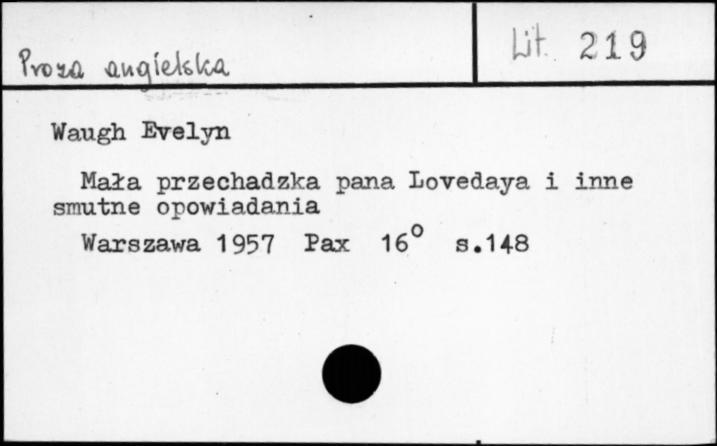 Lit. 219
Proza angielska
Waugh Evelyn
Mała przechadzka pana Lovedaya i inne
smutne opowiadania
Warszawa 1957 Pax 16° s.148